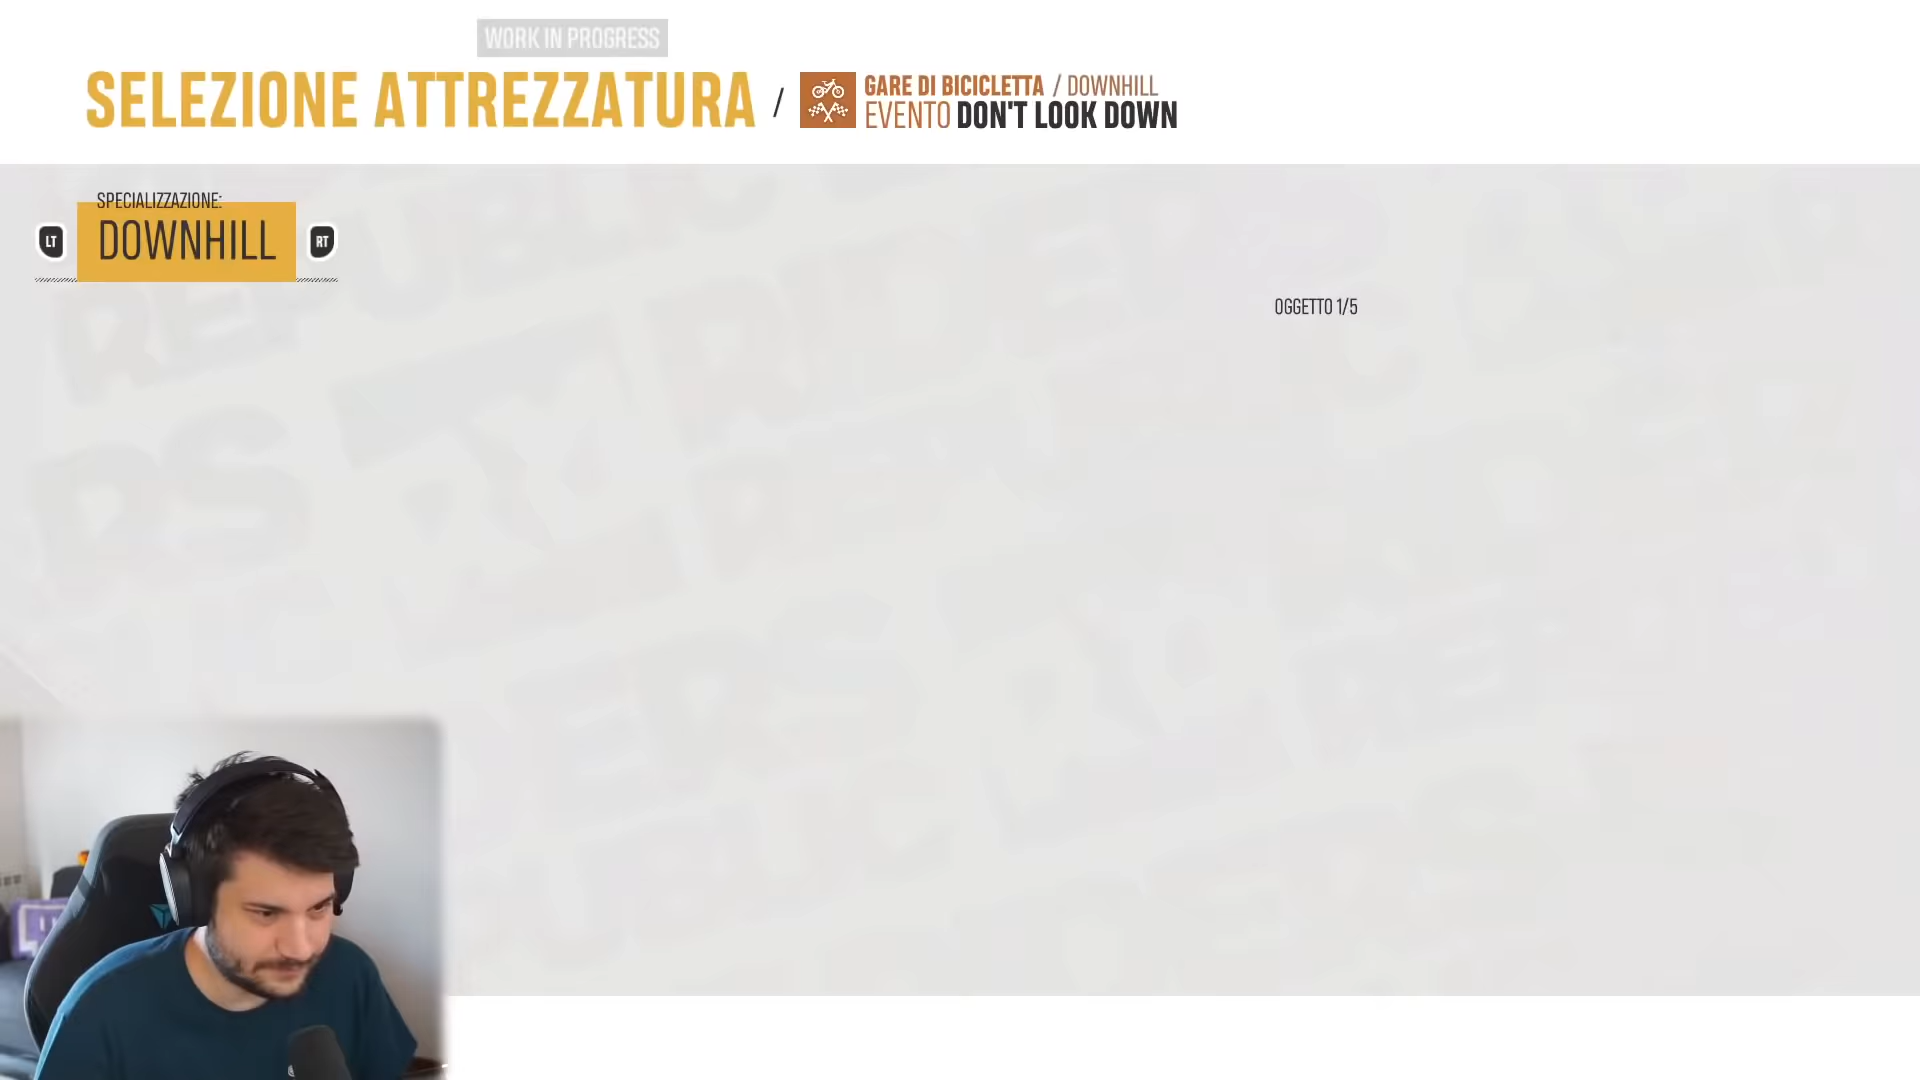 WORK IN PROGRESS
SELEZIONE ATTREZZATURA /
GARE DI BICICLETTA / DOWNHILL
EVENTO DON'T LOOK DOWN
SPECIALIZZAZIONE:
LT DOWNHILL RT
OGGETTO 1/5